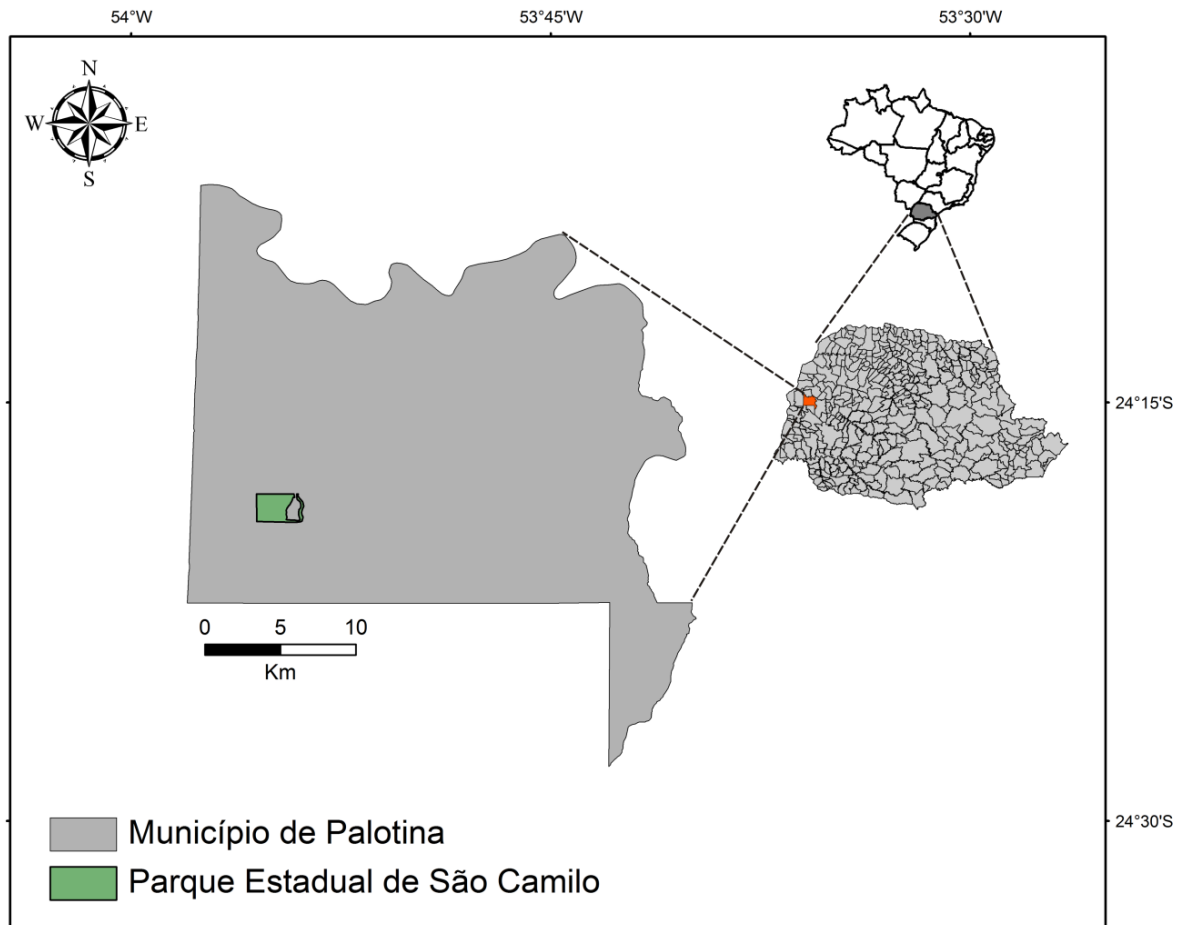 54°W 53°45'W 53°30'W
N
W E
S
24°15'S
0 5 10
Km
24°30'S
Município de Palotina
Parque Estadual de São Camilo